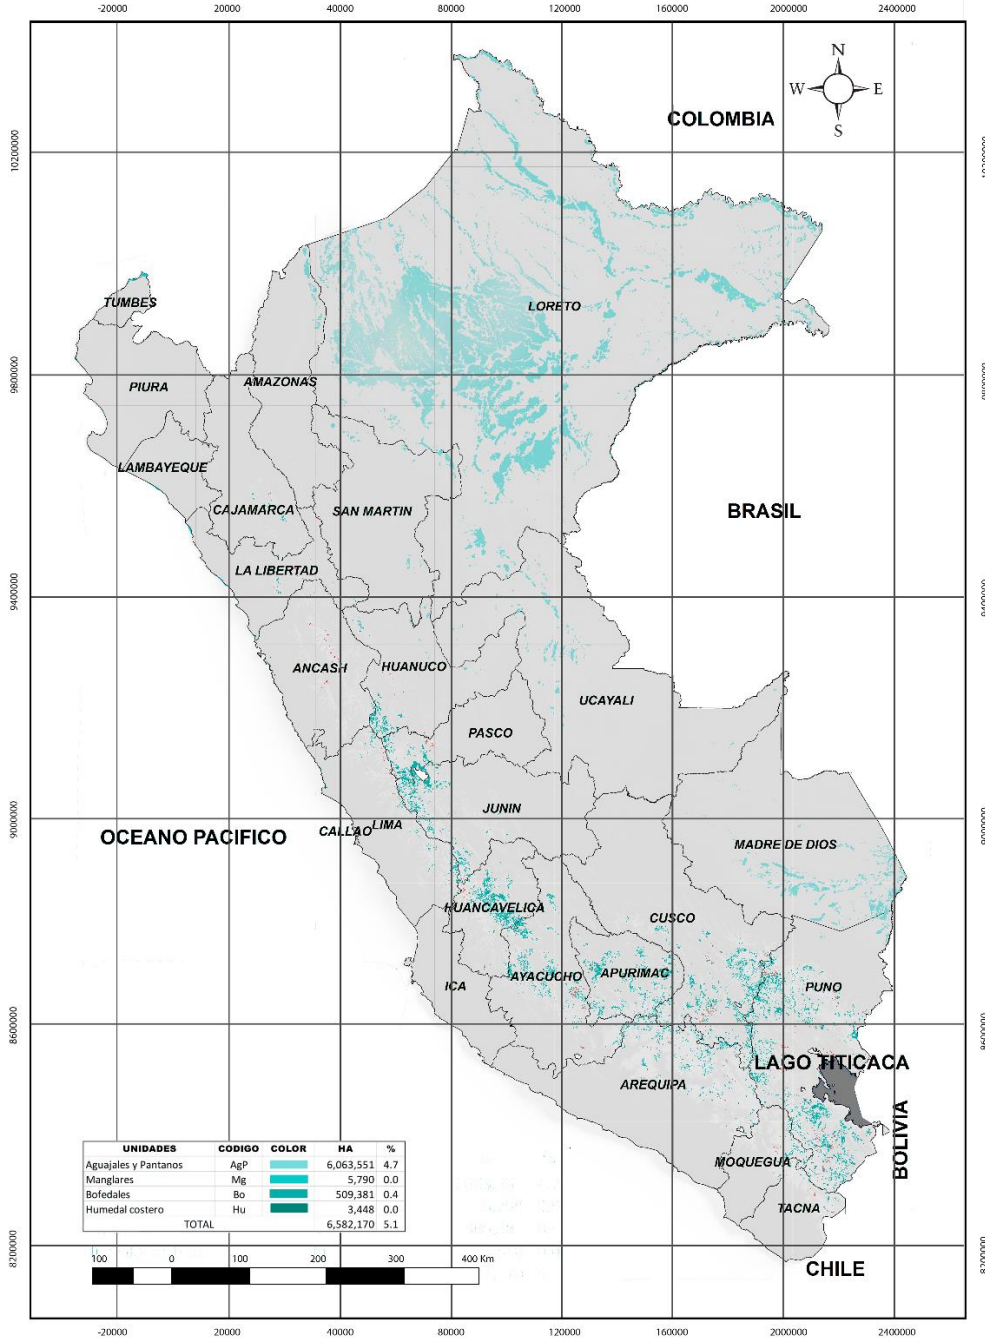 -20000 20000 40000 80000 120000 160000 2000000 2400000
N
W E
S
COLOMBIA
10200000
TUMBES
LORETO
9800000
PIURA
AMAZONAS
LAMBAYEQUE
CAJAMARCA
SAN MARTIN
BRASIL
LA LIBERTAD
9400000
ANCASH
HUANUCO
UCAYALI
PASCO
JUNIN
9000000
OCEANO PACIFICO
CALLAO
LIMA
MADRE DE DIOS
HUANCAVELICA
CUSCO
AYACUCHO
APURIMAC
ICA
PUNO
8600000
8600000
LAGO TITICACA
AREQUIPA
BOLIVIA
MOQUEGUA
TACNA
UNIDADES CODIGO COLOR HA %
Aguajales y Pantanos AgP 6,063,551 4.7
Manglares Mg 5,790 0.0
Bofedales Bo 509,381 0.4
Humedal costero Hu 3,448 0.0
TOTAL 6,582,170 5.1
8200000
100 0 100 200 300 400 Km
CHILE
-20000 20000 40000 80000 120000 160000 2000000 2400000